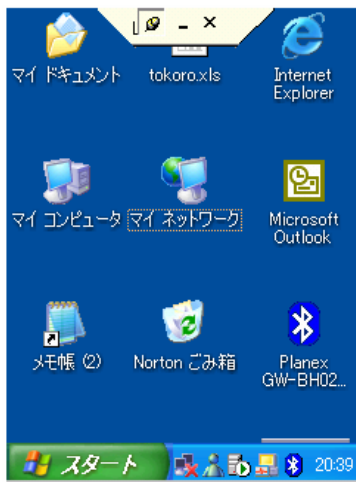 マイ ドキュメント
tokoro.xls
Internet
Explorer
マイ コンピュータ
マイ ネットワーク
Microsoft
Outlook
メモ帳 (2)
Norton ごみ箱
Planex
GW-BH02...
スタート
20:39